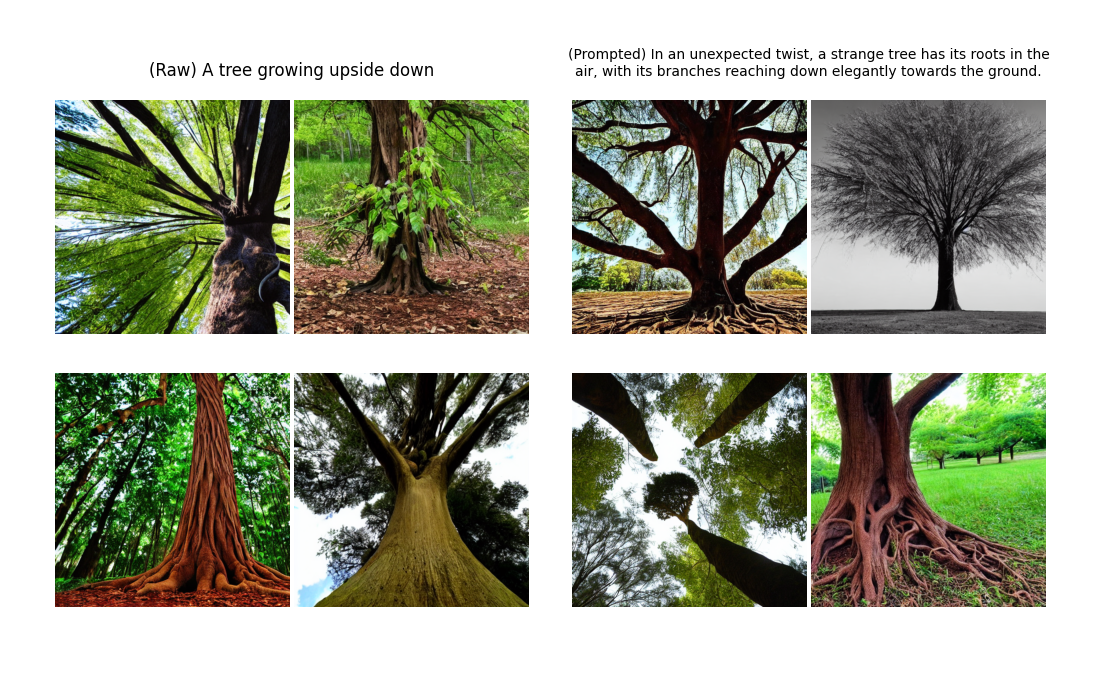 (Raw) A tree growing upside down
(Prompted) In an unexpected twist, a strange tree has its roots in the
air, with its branches reaching down elegantly towards the ground.